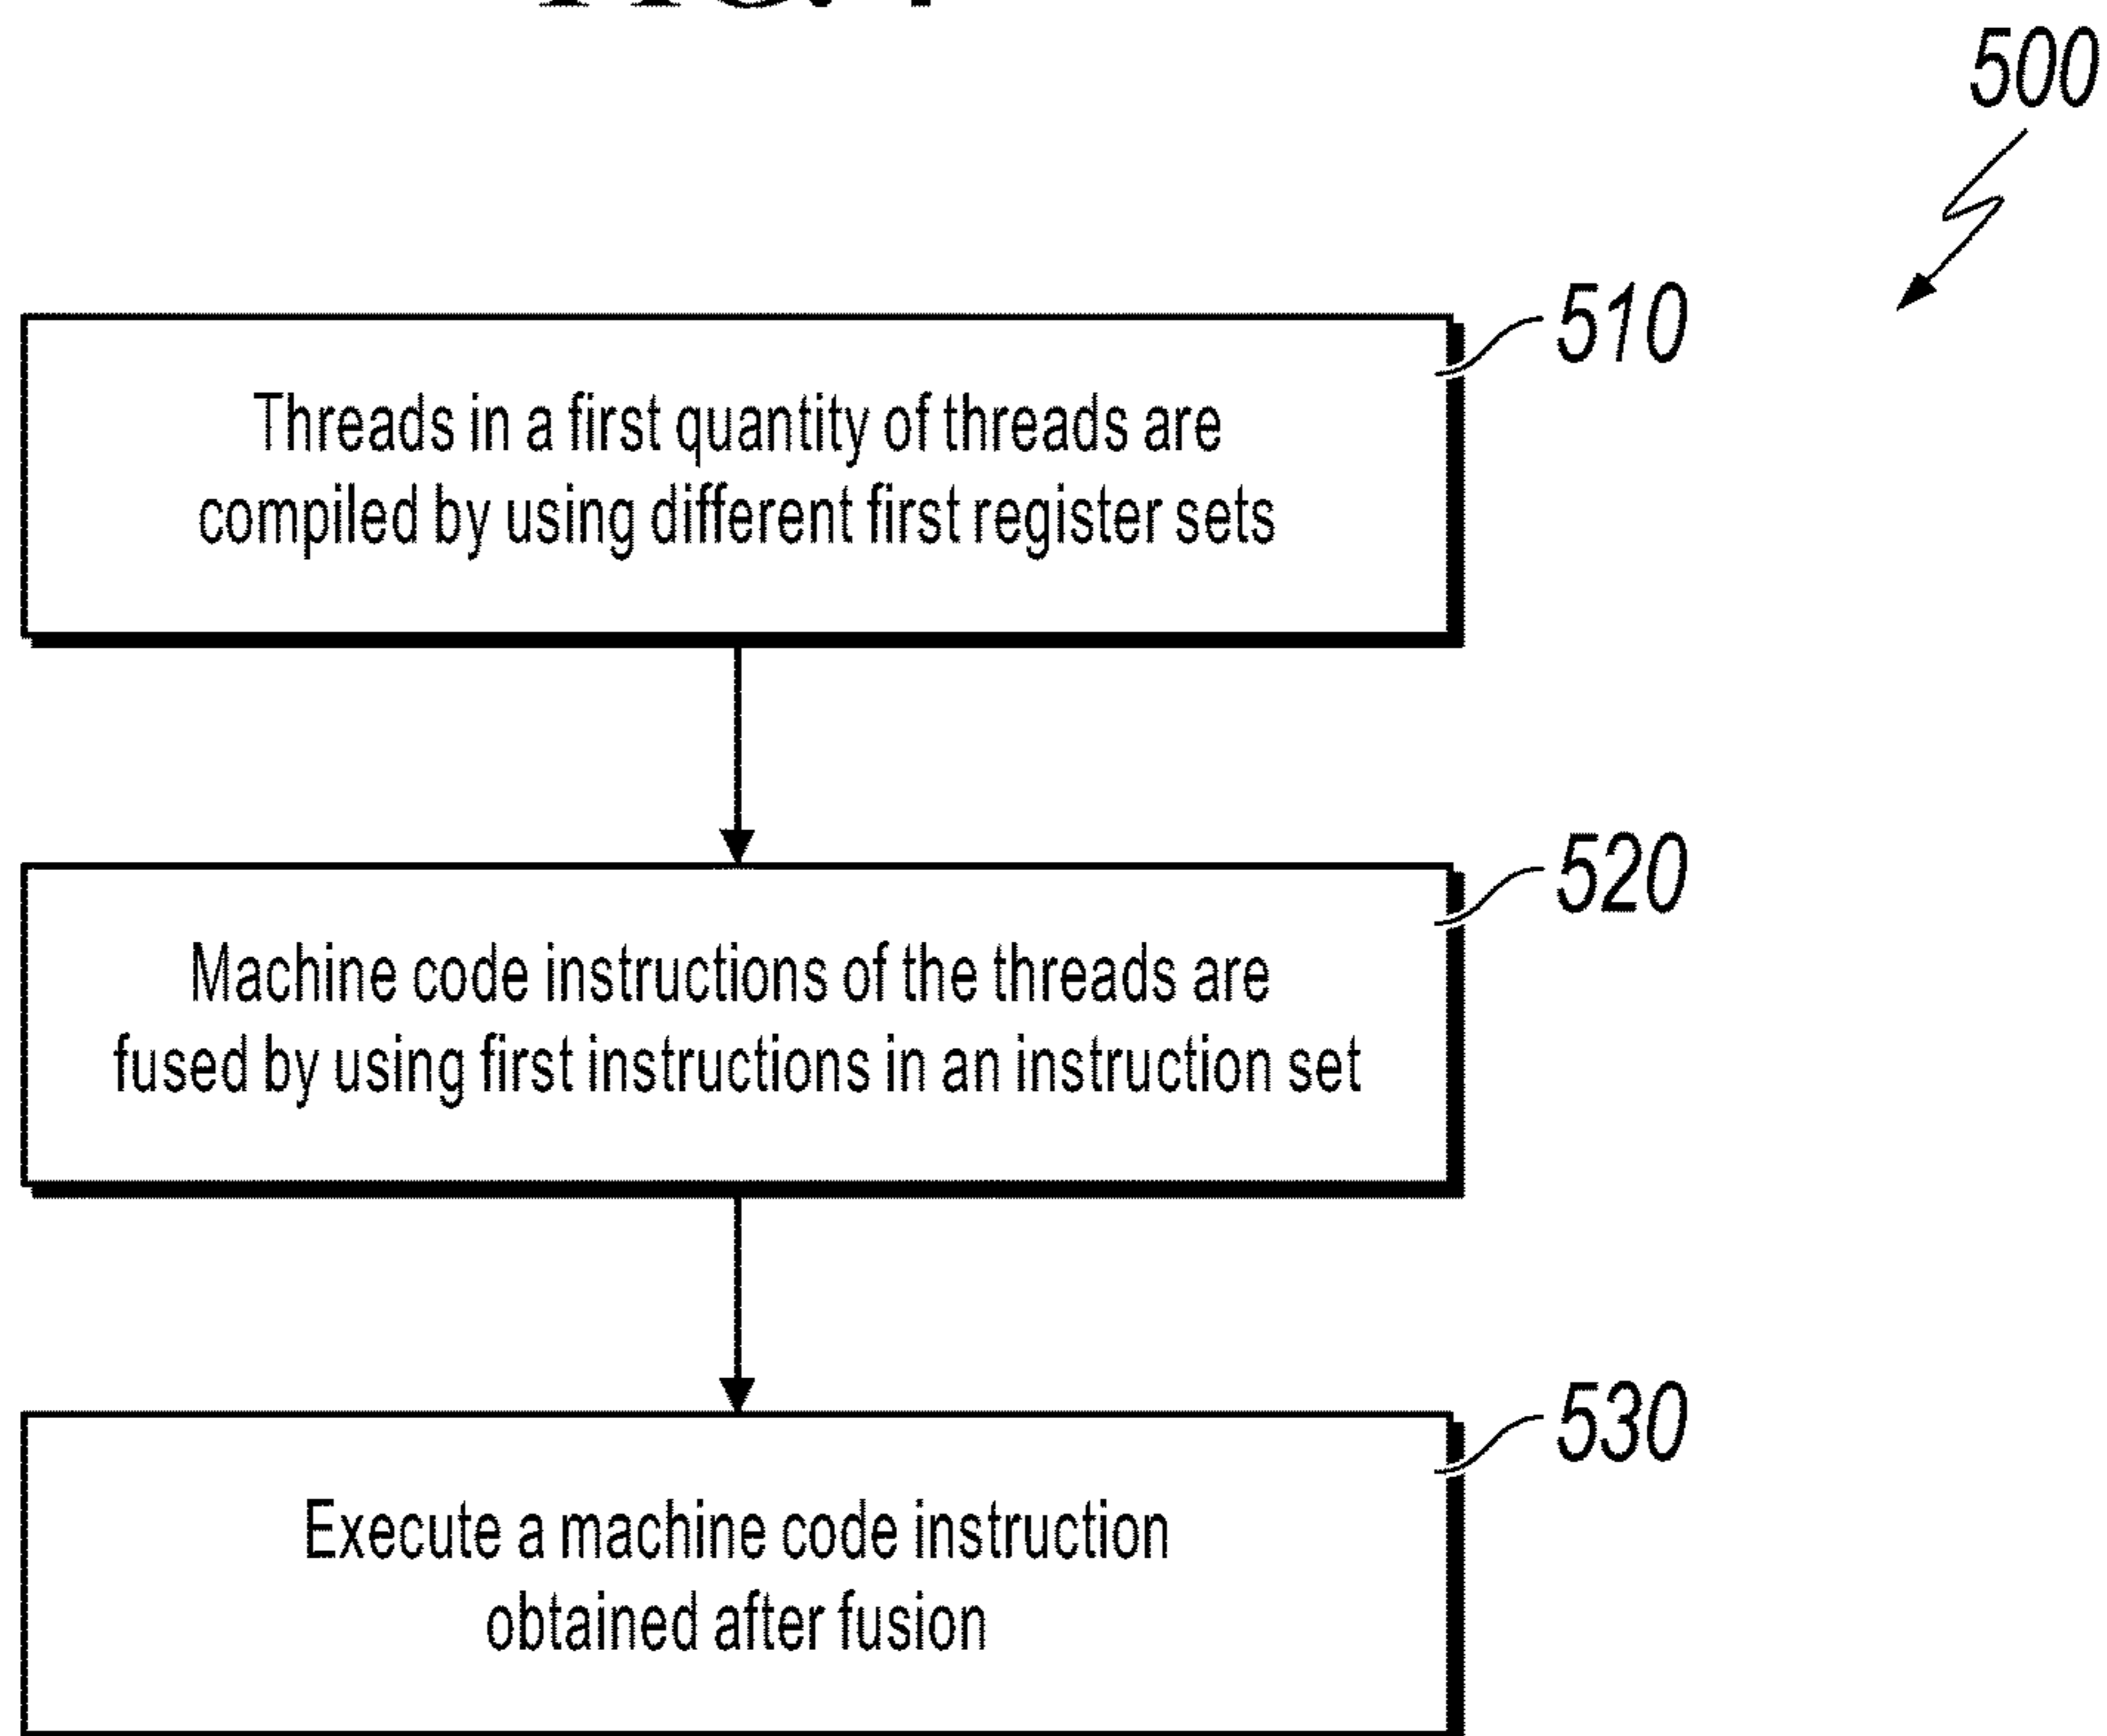 500
510
Threads in a first quantity of threads are
compiled by using different first register sets
520
Machine code instructions of the threads are
fused by using first instructions in an instruction set
530
Execute a machine code instruction
obtained after fusion